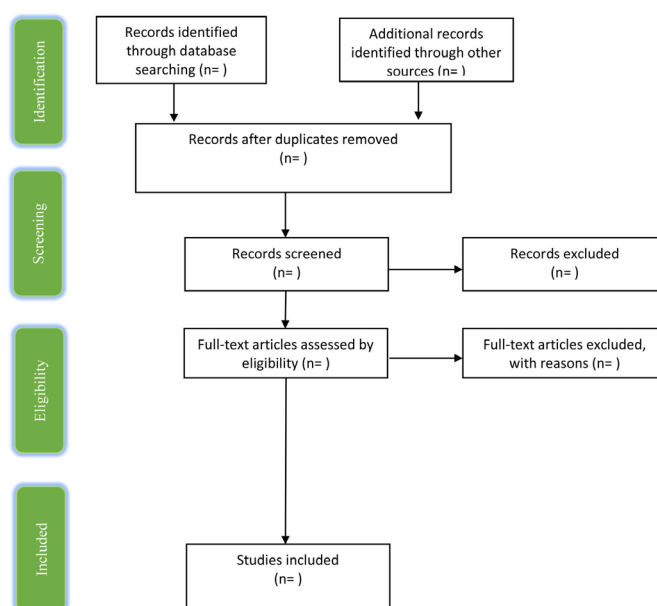 Identification
Records identified
through database
searching (n= )
Additional records
identified through other
sources (n= )
Records after duplicates removed
(n= )
Screening
Records screened
(n= )
Records excluded
(n= )
Eligibility
Full-text articles assessed by
eligibility (n= )
Full-text articles excluded,
with reasons (n= )
Included
Studies included
(n= )